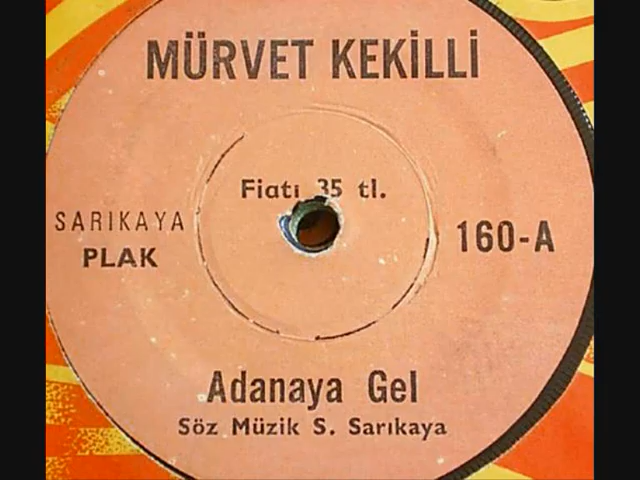 MÜRVET KEKİLLİ
Fiatı 35 tl.
SARIKAYA
PLAK
160-A
Adanaya Gel
Söz Müzik S. Sarıkaya